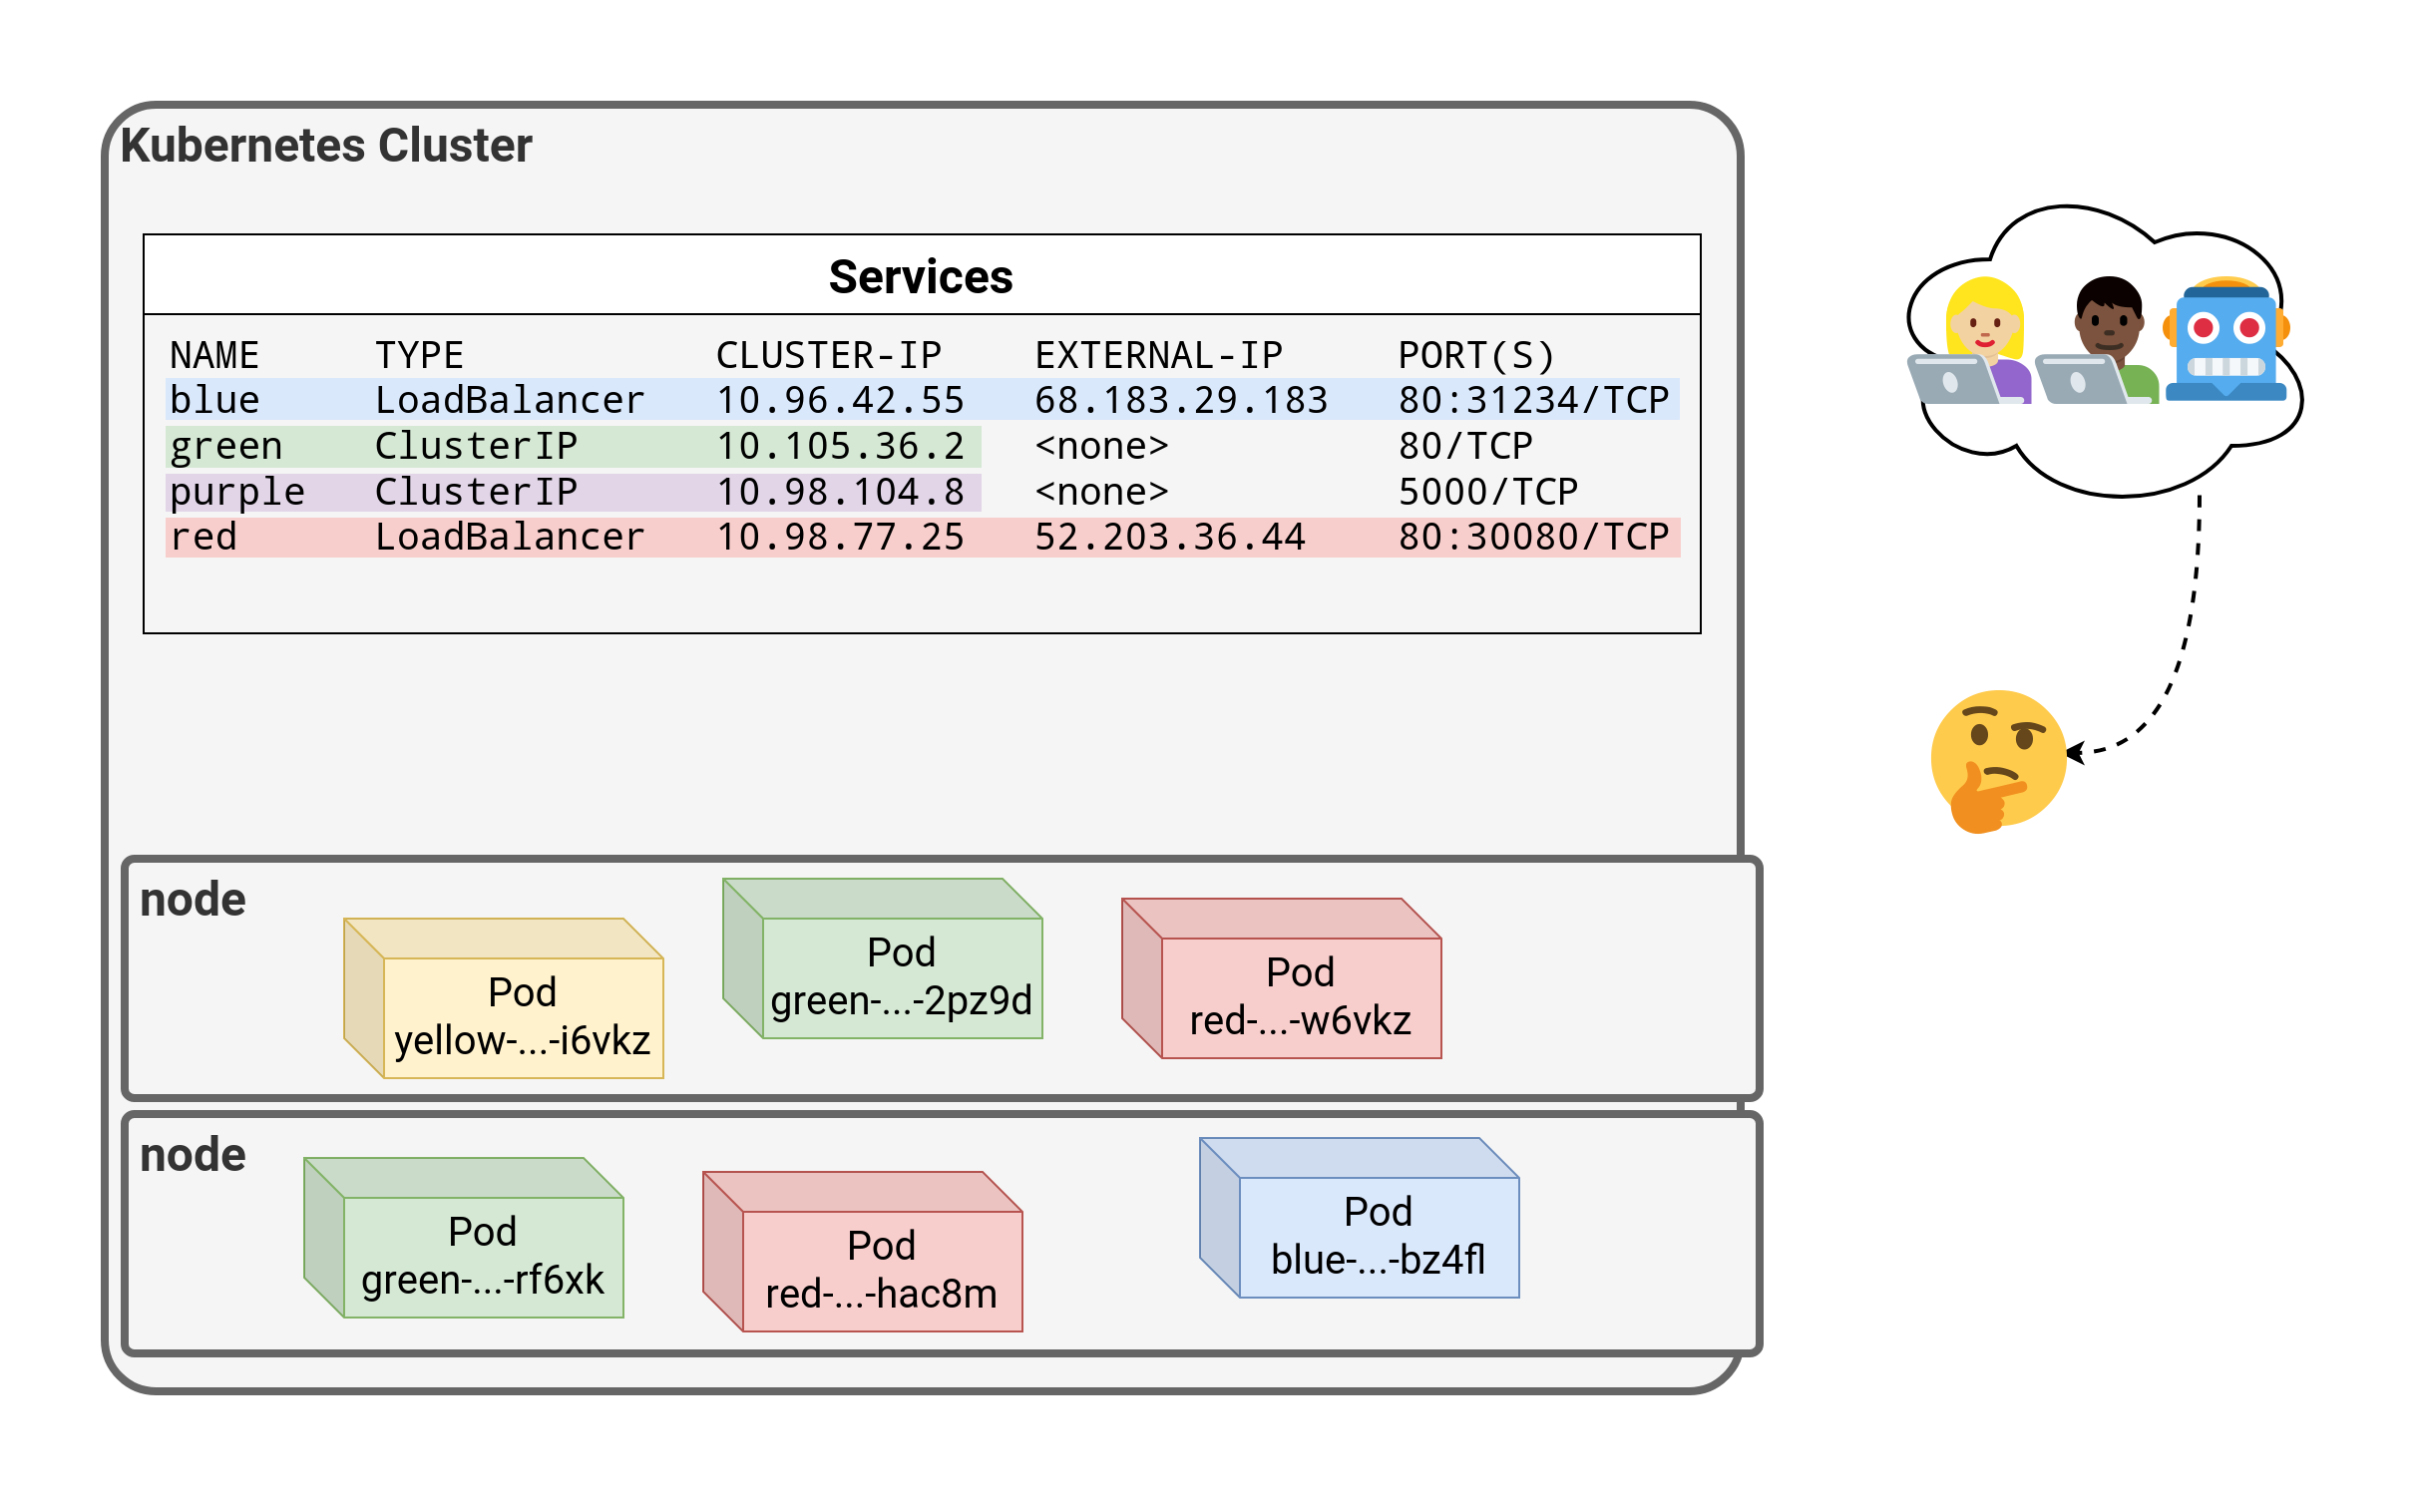 Kubernetes Cluster
Services
NAME TYPE CLUSTER-IP EXTERNAL-IP PORT(S)
blue LoadBalancer 10.96.42.55 68.183.29.183 80:31234/TCP
green ClusterIP 10.105.36.2 <none> 80/TCP
purple ClusterIP 10.98.104.8 <none> 5000/TCP
red LoadBalancer 10.98.77.25 52.203.36.44 80:30080/TCP
node
Pod
yellow-...-i6vkz
Pod
green-...-2pz9d
Pod
red-...-w6vkz
node
Pod
green-...-rf6xk
Pod
red-...-hac8m
Pod
blue-...-bz4fl